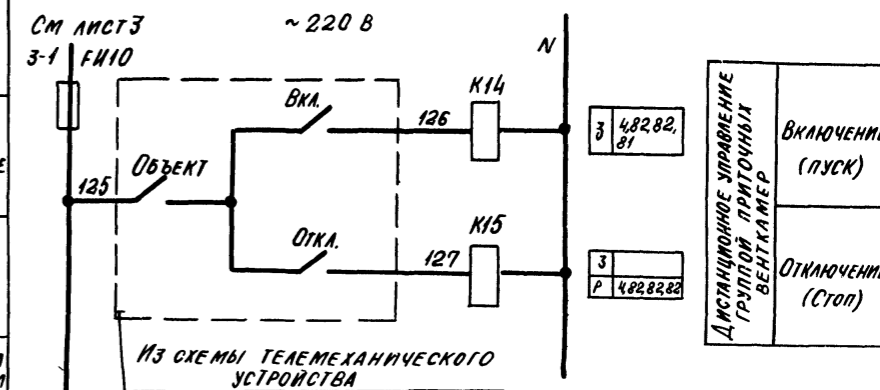 См лист 3
~ 220 В
3-1 FU10
N
К14
Вкл.
126
3 4,82,82,
81
Объект
125
Откл.
К15
127
З
Р 4,82,82,82
Из схемы телемеханического
устройства
Дистанционное управление
группой приточных
венткамер
Включение
(пуск)
Отключение
(Стоп)